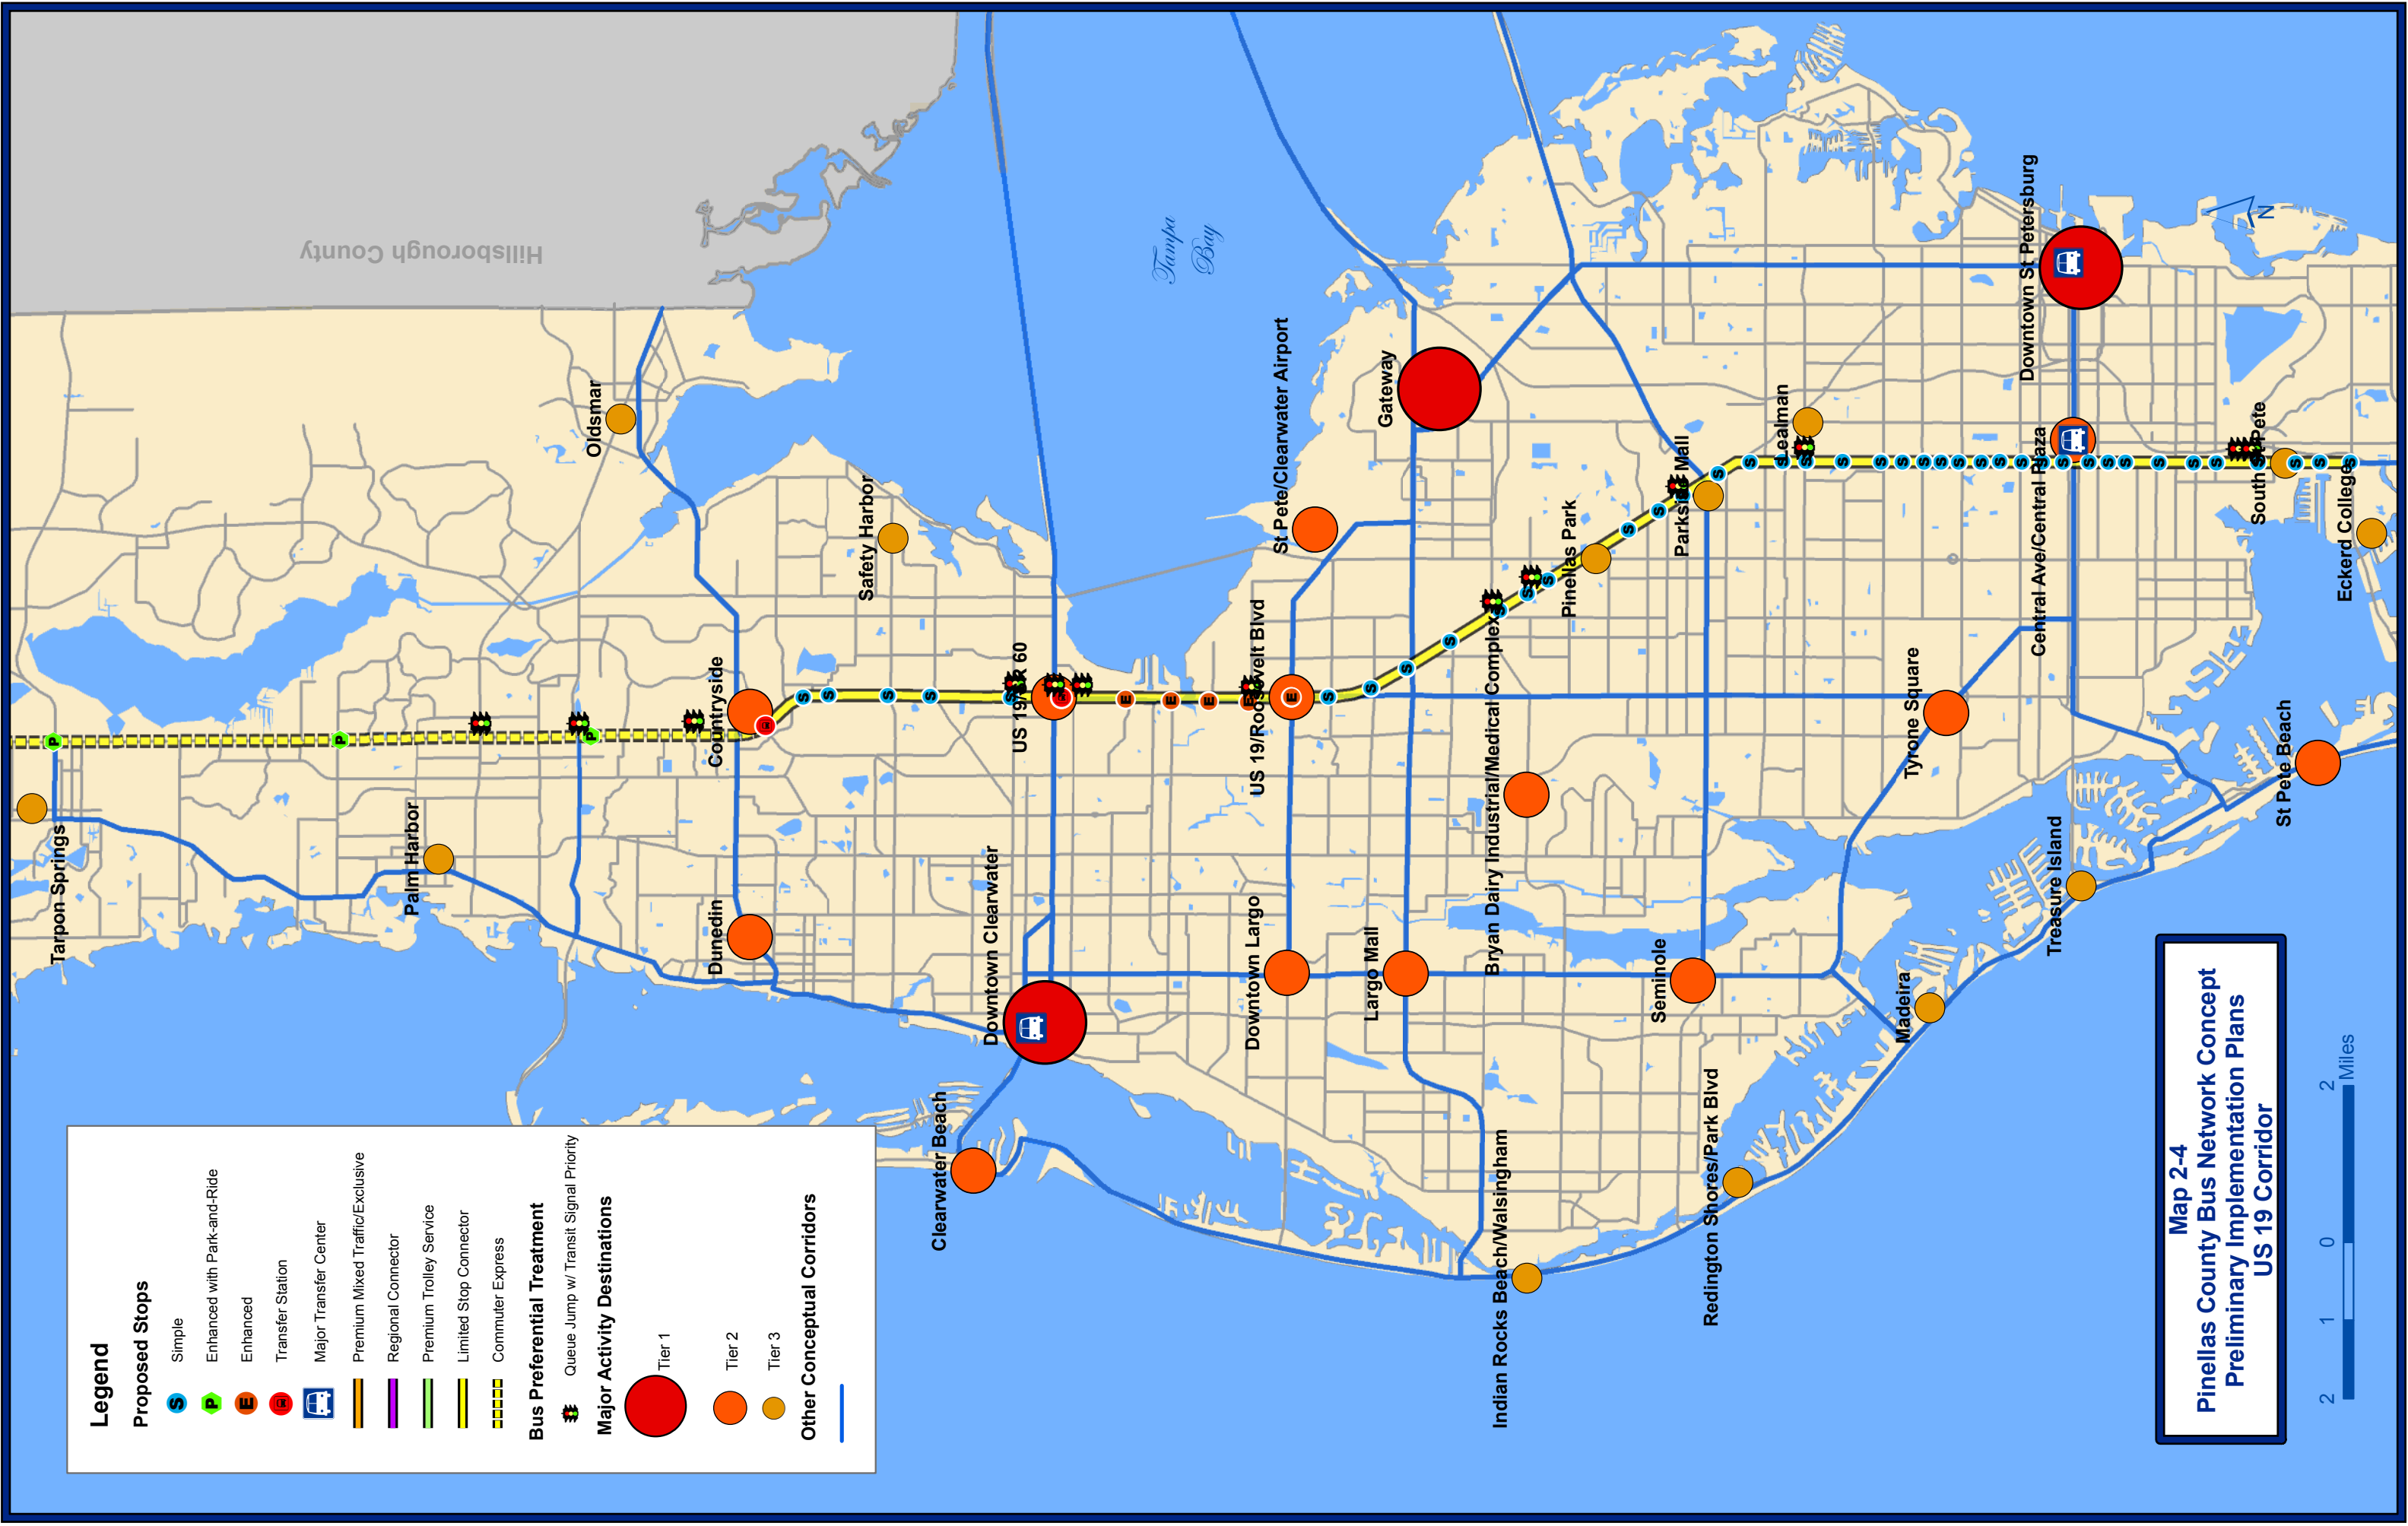 Legend
Proposed Stops
Simple
Enhanced with Park-and-Ride
Enhanced
Transfer Station
Major Transfer Center
Premium Mixed Traffic/Exclusive
Regional Connector
Premium Trolley Service
Limited Stop Connector
Commuter Express
Bus Preferential Treatment
Queue Jump w/ Transit Signal Priority
Major Activity Destinations
Tier 1
Tier 2
Tier 3
Other Conceptual Corridors
S
P
E
Hillsborough County
Tampa
Bay
Tarpon Springs
Palm Harbor
Oldsmar
Countryside
Dunedin
Safety Harbor
US 19/SR 60
Downtown Clearwater
Clearwater Beach
St Pete/Clearwater Airport
US 19/Roosevelt Blvd
Downtown Largo
Gateway
Largo Mall
Bryan Dairy Industrial/Medical Complex
Indian Rocks Beach/Walsingham
Pinellas Park
Parkside Mall
Seminole
Redington Shores/Park Blvd
Lealman
Tyrone Square
Madeira
Downtown St Petersburg
Central Ave/Central Plaza
Treasure Island
South St Pete
St Pete Beach
Eckerd College
N
Map 2-4
Pinellas County Bus Network Concept
Preliminary Implementation Plans
US 19 Corridor
2 1 0 2
Miles